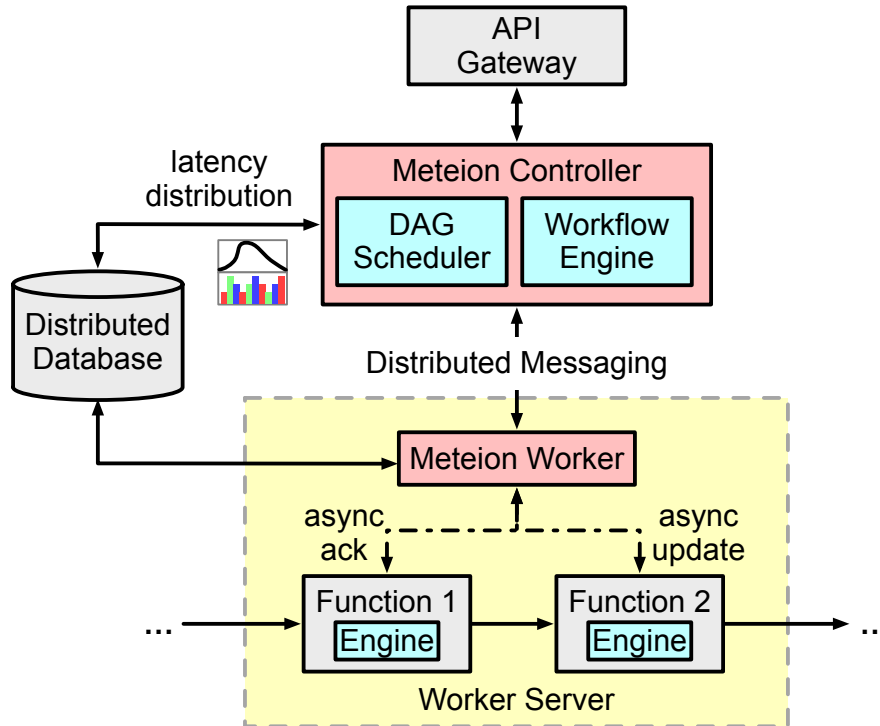 API
Gateway
latency
distribution
Meteion Controller
DAG
Scheduler
Workflow
Engine
Distributed
Database
Distributed Messaging
Meteion Worker
async
ack
async
update
...
Function 1
Engine
Function 2
Engine
..
Worker Server